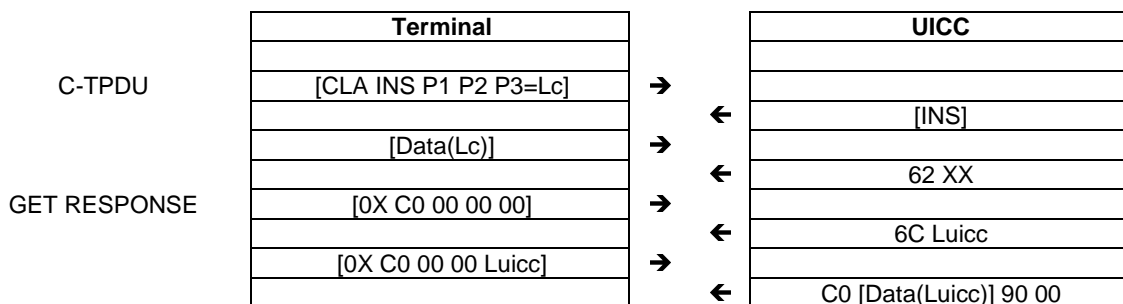 Terminal UICC
C-TPDU [CLA INS P1 P2 P3=Lc] ➔
🡸 [INS]
[Data(Lc)] ➔
🡸 62 XX
GET RESPONSE [0X C0 00 00 00] ➔
🡸 6C Luicc
[0X C0 00 00 Luicc] ➔
🡸 C0 [Data(Luicc)] 90 00